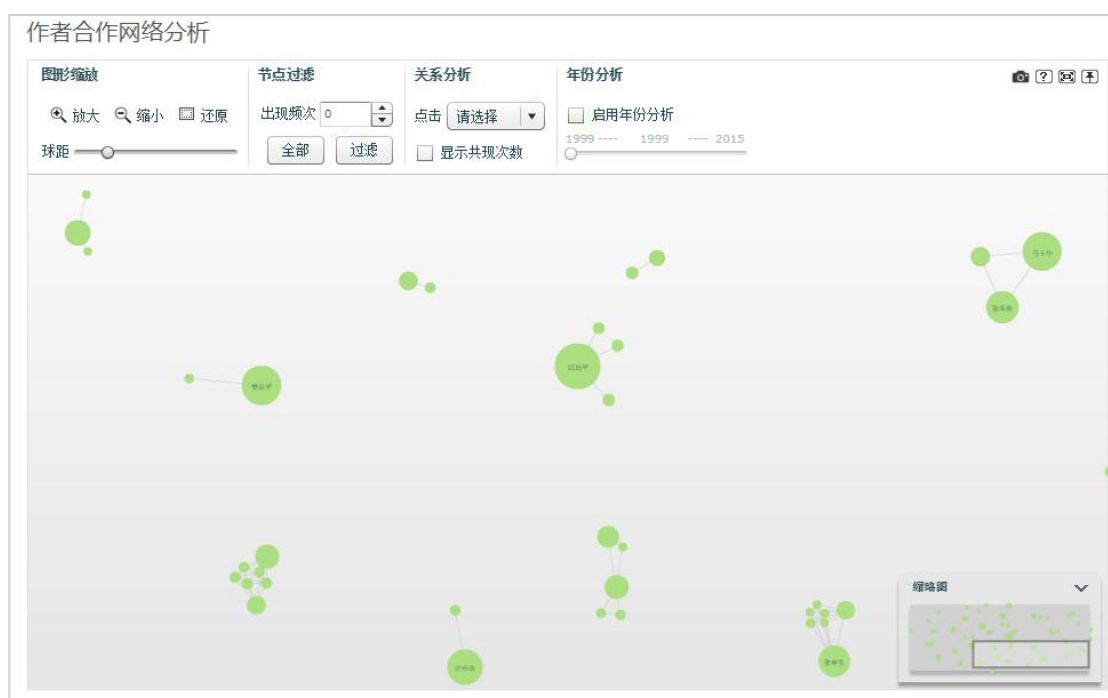 作者合作网络分析
图形缩放 节点过滤 关系分析 年份分析
放大 缩小 还原 出现频次 0 点击 请选择 启用年份分析
球距 全部 过滤 显示共现次数 1999 ---- 1999 ---- 2015
缩略图